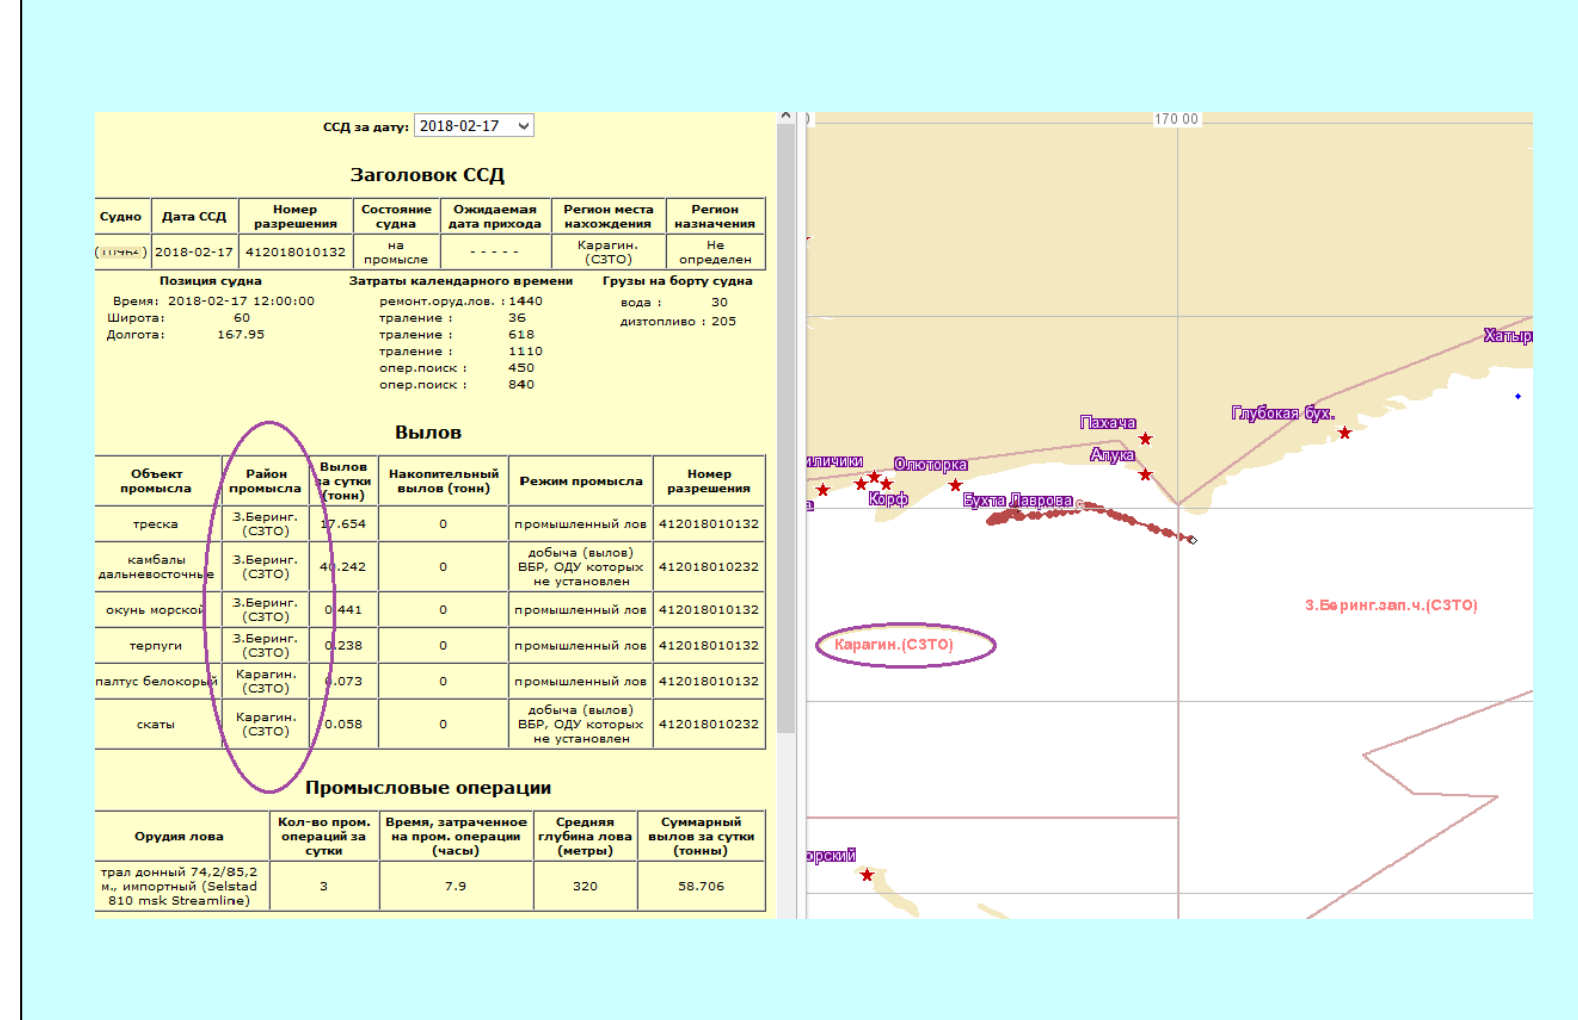 ССД за дату: 2018-02-17
Заголовок ССД
Судно
Дата ССД
Номер
разрешения
Состояние
судна
Ожидаемая
дата прихода
Регион места
нахождения
Регион
назначения
2018-02-17
412018010132
на
промысле
- - - - -
Карагин.
(СЗТО)
Не
определен
Позиция судна
Время: 2018-02-17 12:00:00
Широта: 60
Долгота: 167.95
Затраты календарного времени
ремонт.оруд.лов. : 1440
траление : 36
траление : 618
траление : 1110
опер.поиск : 450
опер.поиск : 840
Грузы на борту судна
вода : 30
дизтопливо : 205
Вылов
Объект
промысла
Район
промысла
Вылов
за сутки
(тонн)
Накопительный
вылов (тонн)
Режим промысла
Номер
разрешения
треска
З.Беринг.
(СЗТО)
17.654
0
промышленный лов
412018010132
камбалы
дальневосточные
З.Беринг.
(СЗТО)
40.242
0
добыча (вылов)
ВБР, ОДУ которых
не установлен
412018010232
окунь морской
З.Беринг.
(СЗТО)
0.441
0
промышленный лов
412018010132
терпуги
З.Беринг.
(СЗТО)
0.238
0
промышленный лов
412018010132
палтус белокорый
Карагин.
(СЗТО)
0.073
0
промышленный лов
412018010132
скаты
Карагин.
(СЗТО)
0.058
0
добыча (вылов)
ВБР, ОДУ которых
не установлен
412018010232
Промысловые операции
Орудия лова
Кол-во пром.
операций за
сутки
Время, затраченное
на пром. операции
(часы)
Средняя
глубина лова
(метры)
Суммарный
вылов за сутки
(тонны)
трал донный 74,2/85,2
м., импортный (Selstad
810 msk Streamline)
3
7.9
320
58.706
170 00
Хатыр
Глубокая бух.
Пахача
Апука
иличики
Олюторка
Корф
Бухта Лаврова
З.Беринг.зап.ч.(СЗТО)
Карагин.(СЗТО)
орский